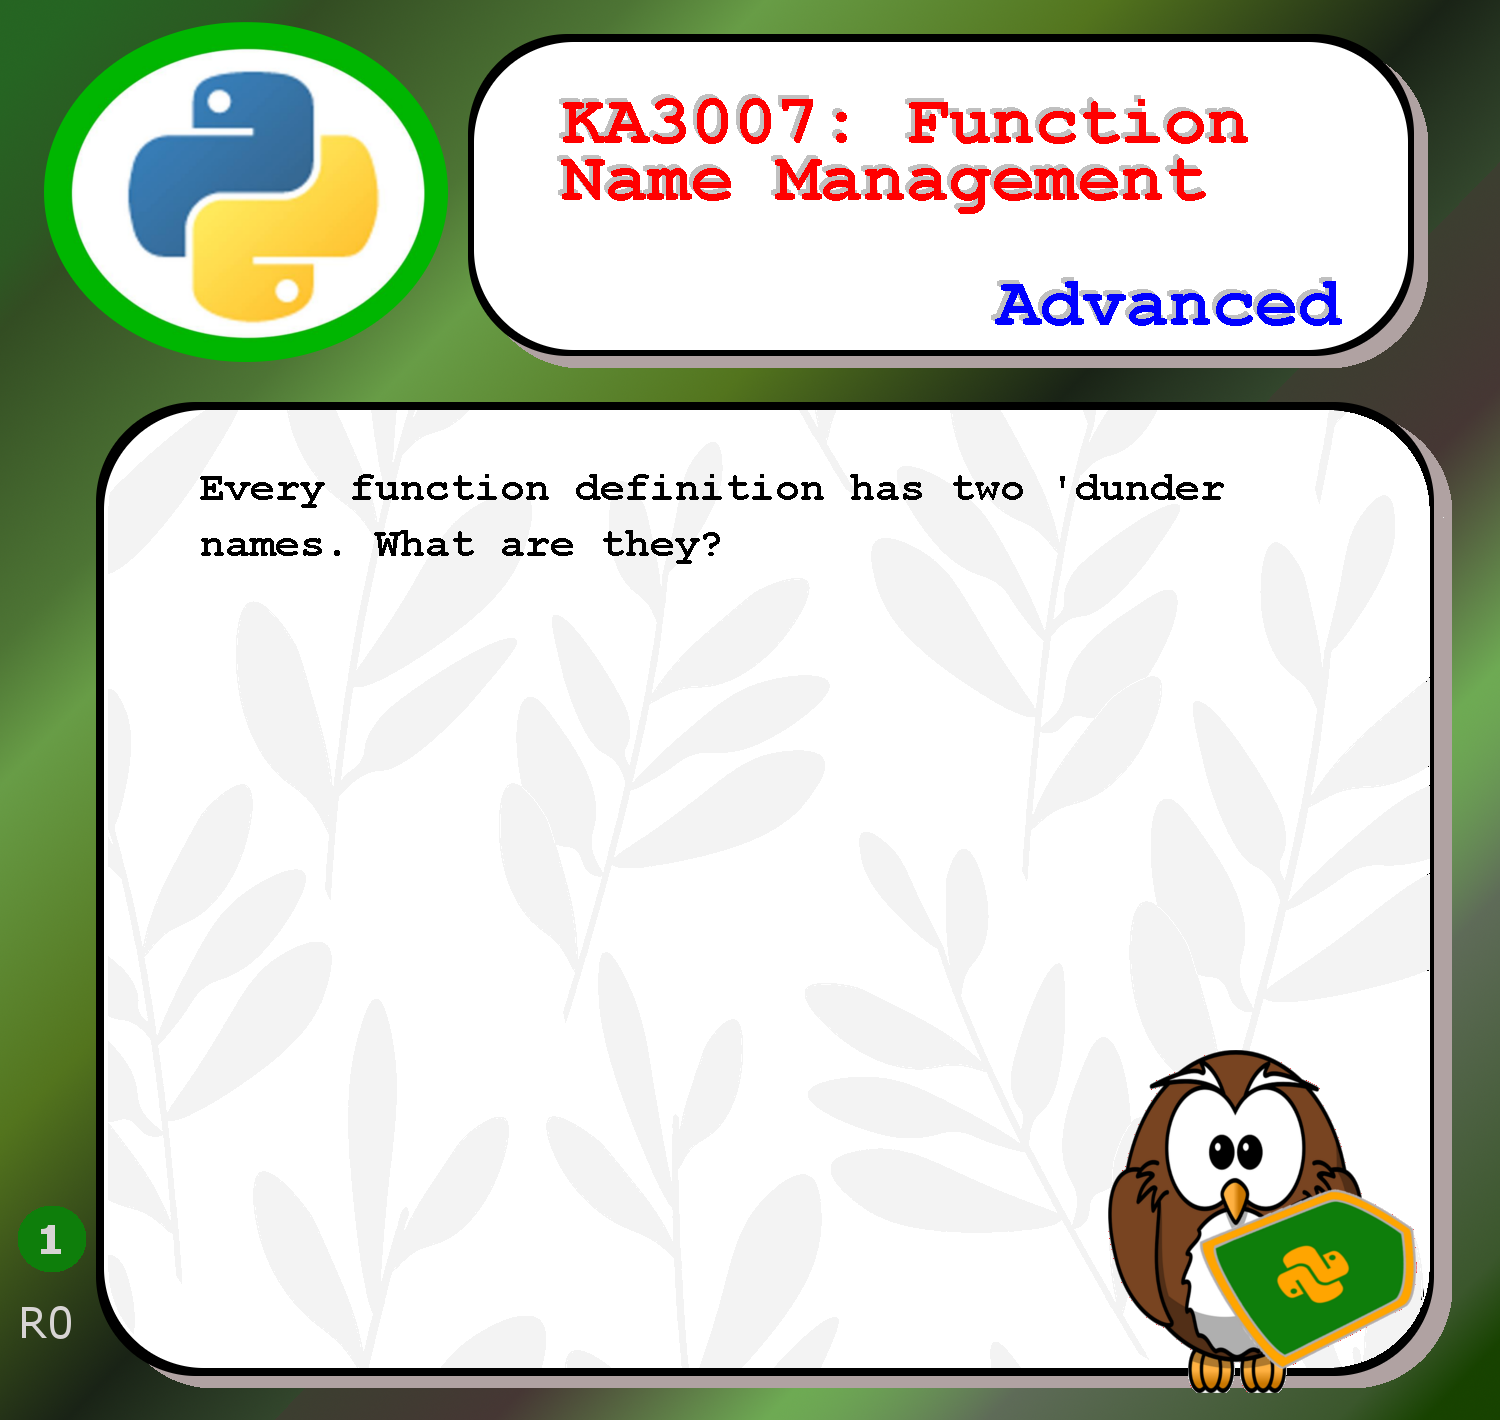 KA3007: Function
Name Management
Advanced
Every function definition has two 'dunder
names. What are they?
1
R0